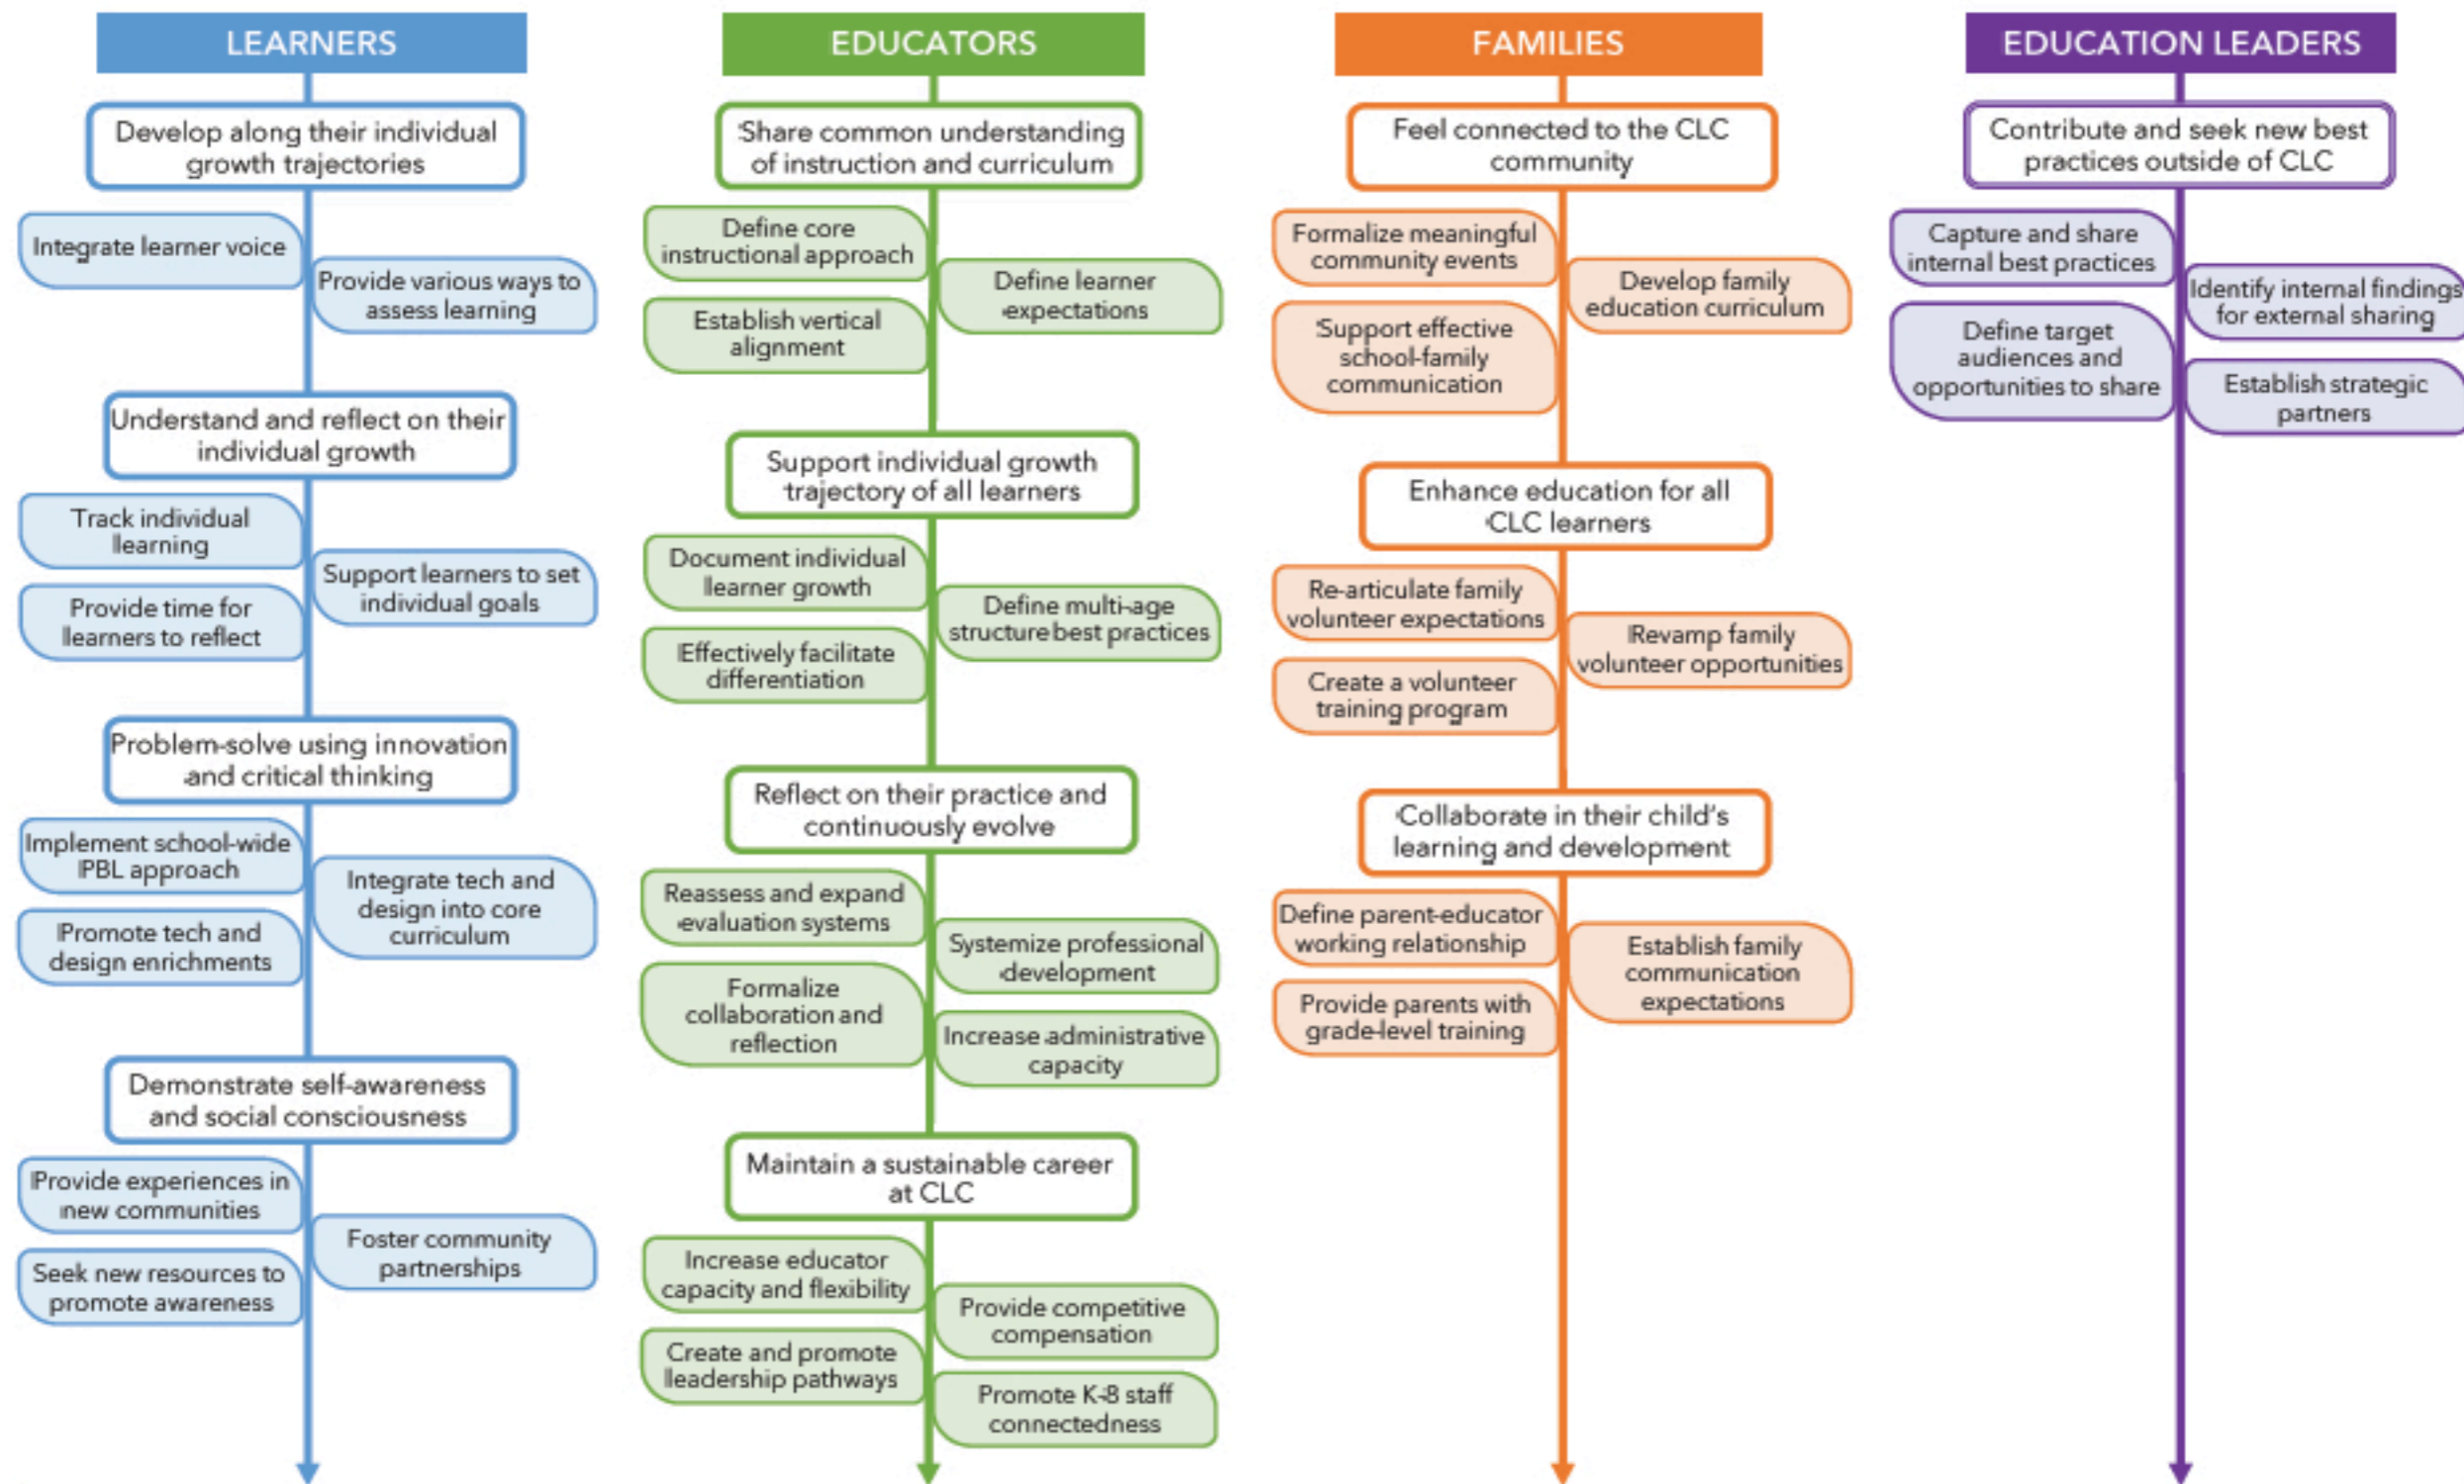 LEARNERS
Develop along their individual
growth trajectories
Integrate learner voice
Provide various ways to
assess learning
Understand and reflect on their
individual growth
Track individual
learning
Support learners to set
individual goals
Provide time for
learners to reflect
Problem-solve using innovation
and critical thinking
Implement school-wide
PBL approach
Integrate tech and
design into core
curriculum
Promote tech and
design enrichments
Demonstrate self-awareness
and social consciousness
Provide experiences in
new communities
Foster community
partnerships
Seek new resources to
promote awareness
EDUCATORS
Share common understanding
of instruction and curriculum
Define core
instructional approach
Define learner
expectations
Establish vertical
alignment
Support individual growth
trajectory of all learners
Document individual
learner growth
Define multi-age
structure best practices
Effectively facilitate
differentiation
Reflect on their practice and
continuously evolve
Reassess and expand
evaluation systems
Systemize professional
development
Formalize
collaboration and
reflection
Increase administrative
capacity
Maintain a sustainable career
at CLC
Increase educator
capacity and flexibility
Provide competitive
compensation
Create and promote
leadership pathways
Promote K-8 staff
connectedness
FAMILIES
Feel connected to the CLC
community
Formalize meaningful
community events
Develop family
education curriculum
Support effective
school-family
communication
Enhance education for all
CLC learners
Re-articulate family
volunteer expectations
Revamp family
volunteer opportunities
Create a volunteer
training program
Collaborate in their child's
learning and development
Define parent-educator
working relationship
Establish family
communication
expectations
Provide parents with
grade-level training
EDUCATION LEADERS
Contribute and seek new best
practices outside of CLC
Capture and share
internal best practices
Identify internal findings
for external sharing
Define target
audiences and
opportunities to share
Establish strategic
partners